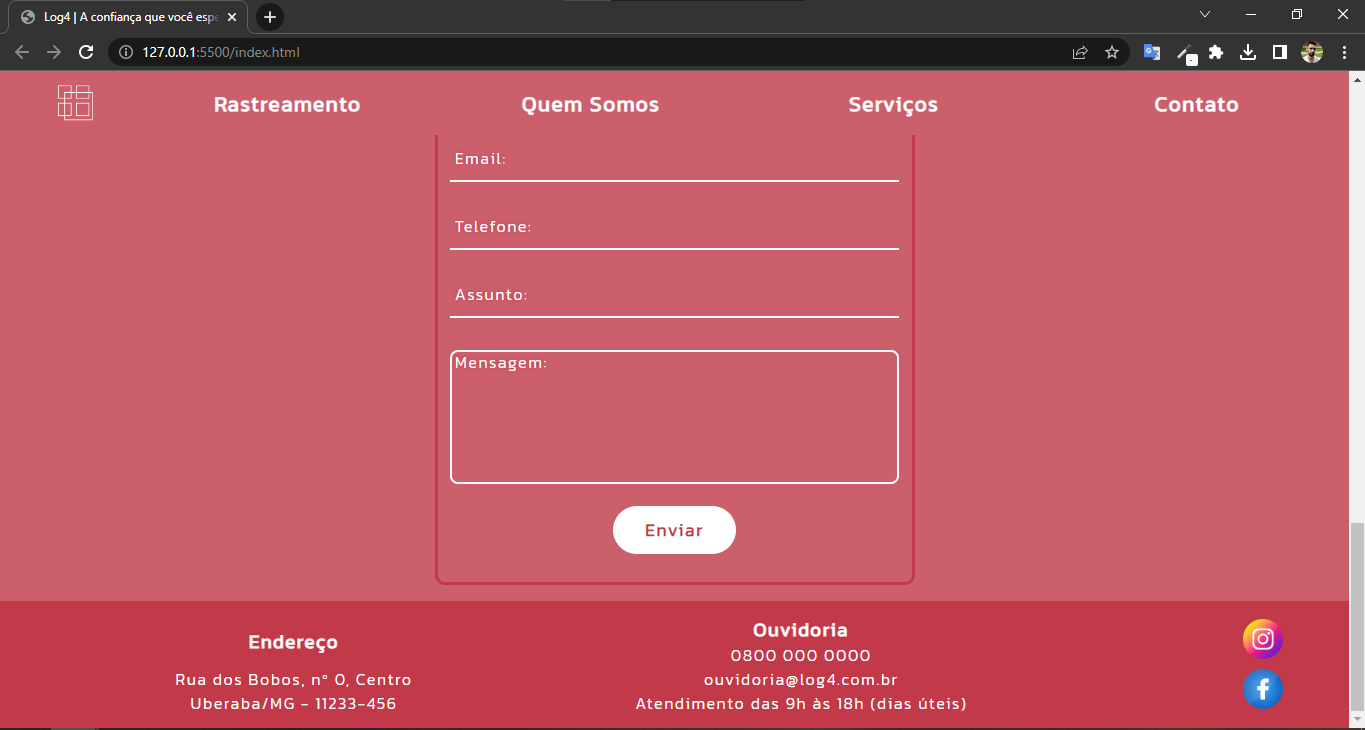 Log4 | A confiança que você espe
127.0.0.1:5500/index.html
Rastreamento Quem Somos Serviços Contato
Email:
Telefone:
Assunto:
Mensagem:
Enviar
Endereço
Rua dos Bobos, n° 0, Centro
Uberaba/MG - 11233-456
Ouvidoria
0800 000 0000
ouvidoria@log4.com.br
Atendimento das 9h às 18h (dias úteis)